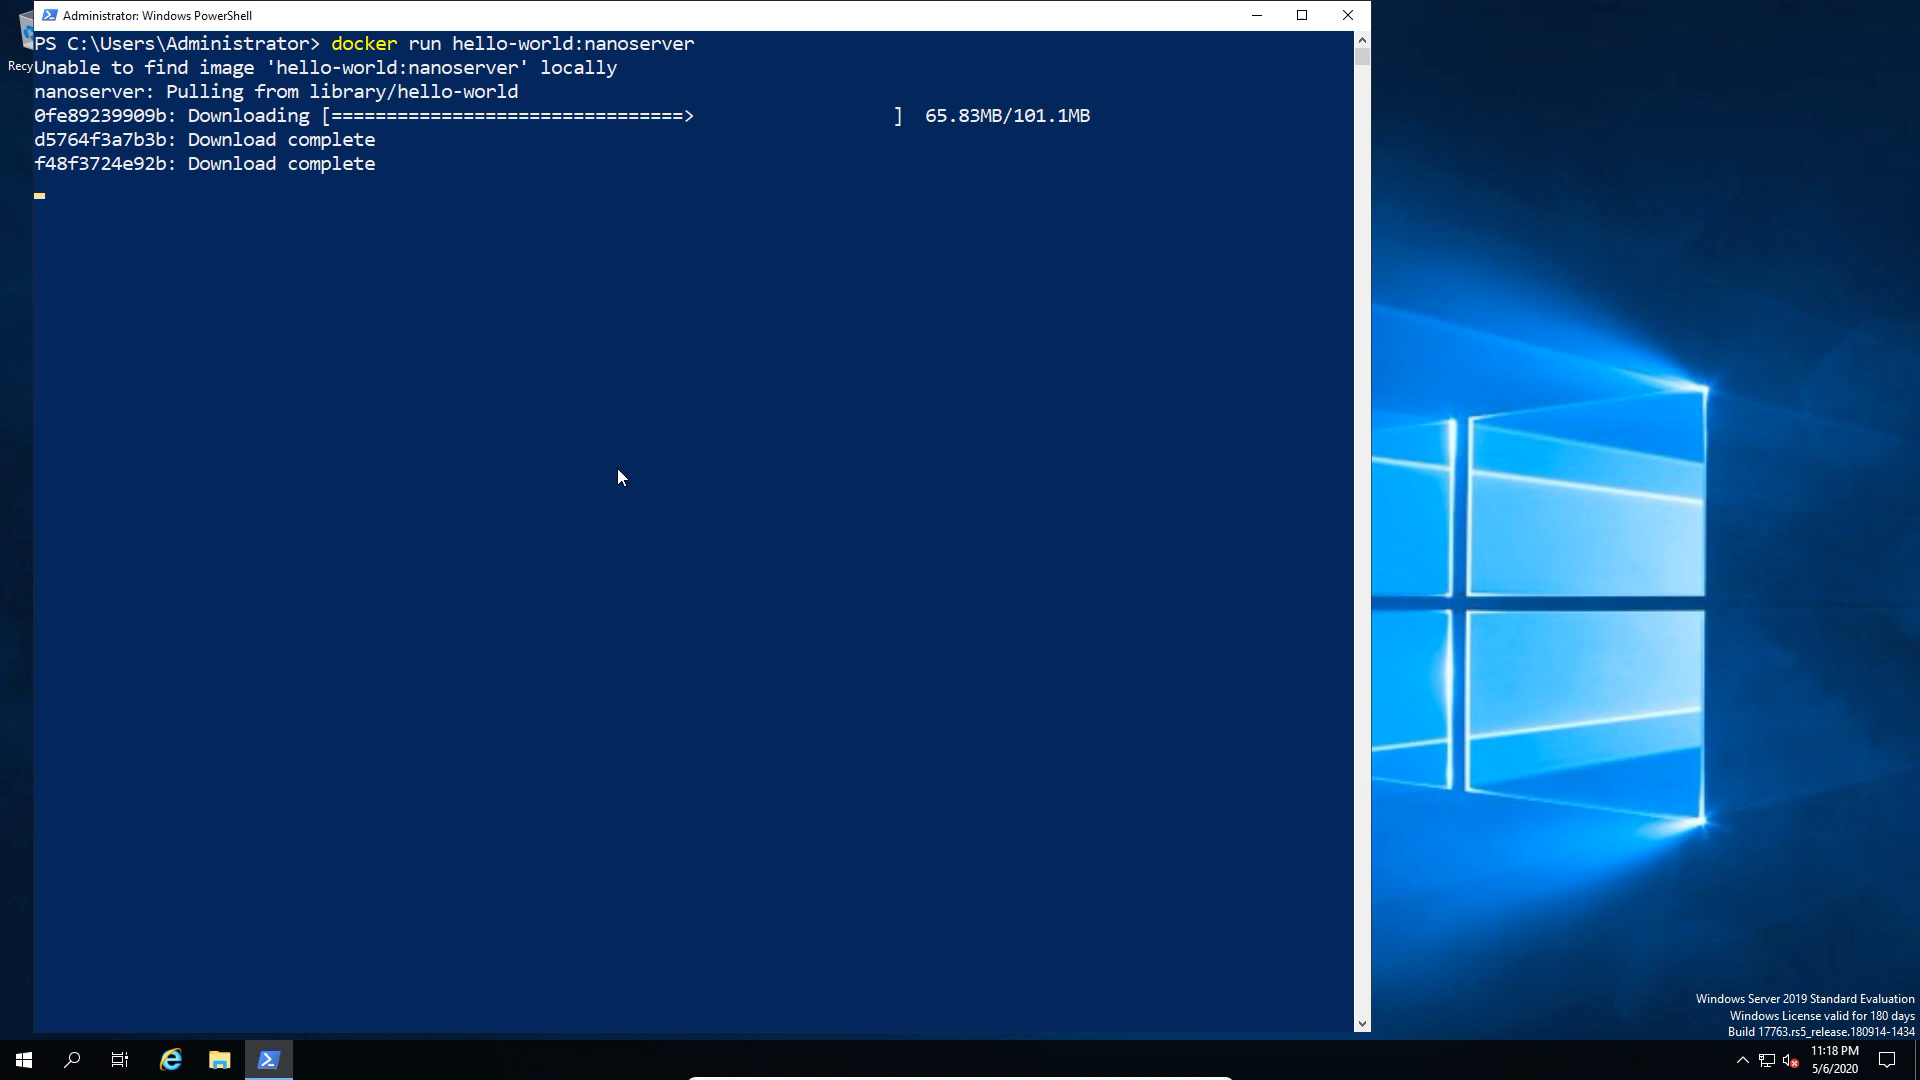 Administrator: Windows PowerShell
PS C:\Users\Administrator> docker run hello-world:nanoserver
Recy
Unable to find image 'hello-world:nanoserver' locally
nanoserver: Pulling from library/hello-world
0fe89239909b: Downloading [================================>                  ]  65.83MB/101.1MB
d5764f3a7b3b: Download complete
f48f3724e92b: Download complete
Windows Server 2019 Standard Evaluation
Windows License valid for 180 days
Build 17763.rs5_release.180914-1434
11:18 PM
5/6/2020